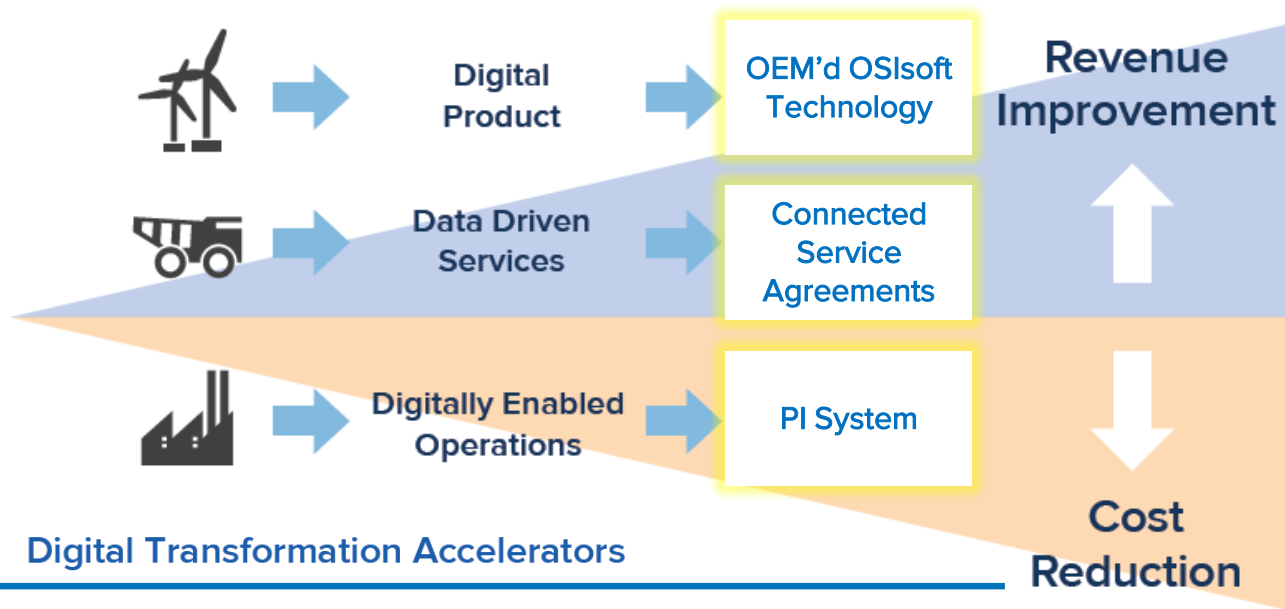 Digital
Product
OEM'd OSIsoft
Technology
Revenue
Improvement
Data Driven
Services
Connected
Service
Agreements
Digitally Enabled
Operations
PI System
Cost
Reduction
Digital Transformation Accelerators